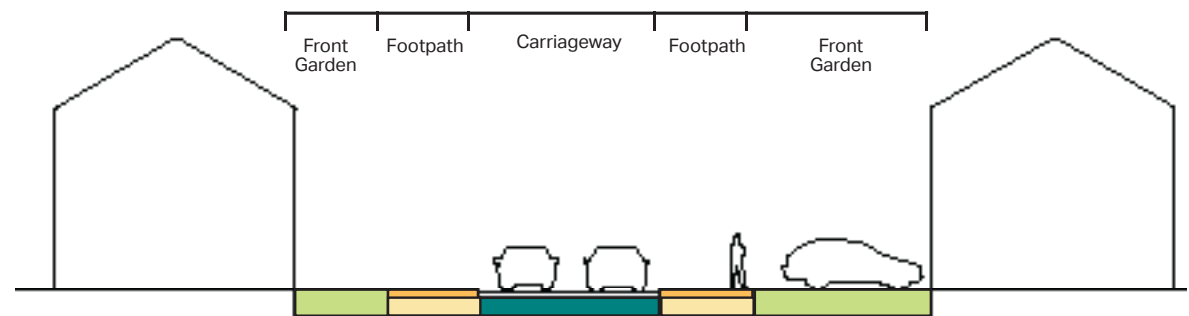 Front
Garden
Footpath
Carriageway
Footpath
Front
Garden